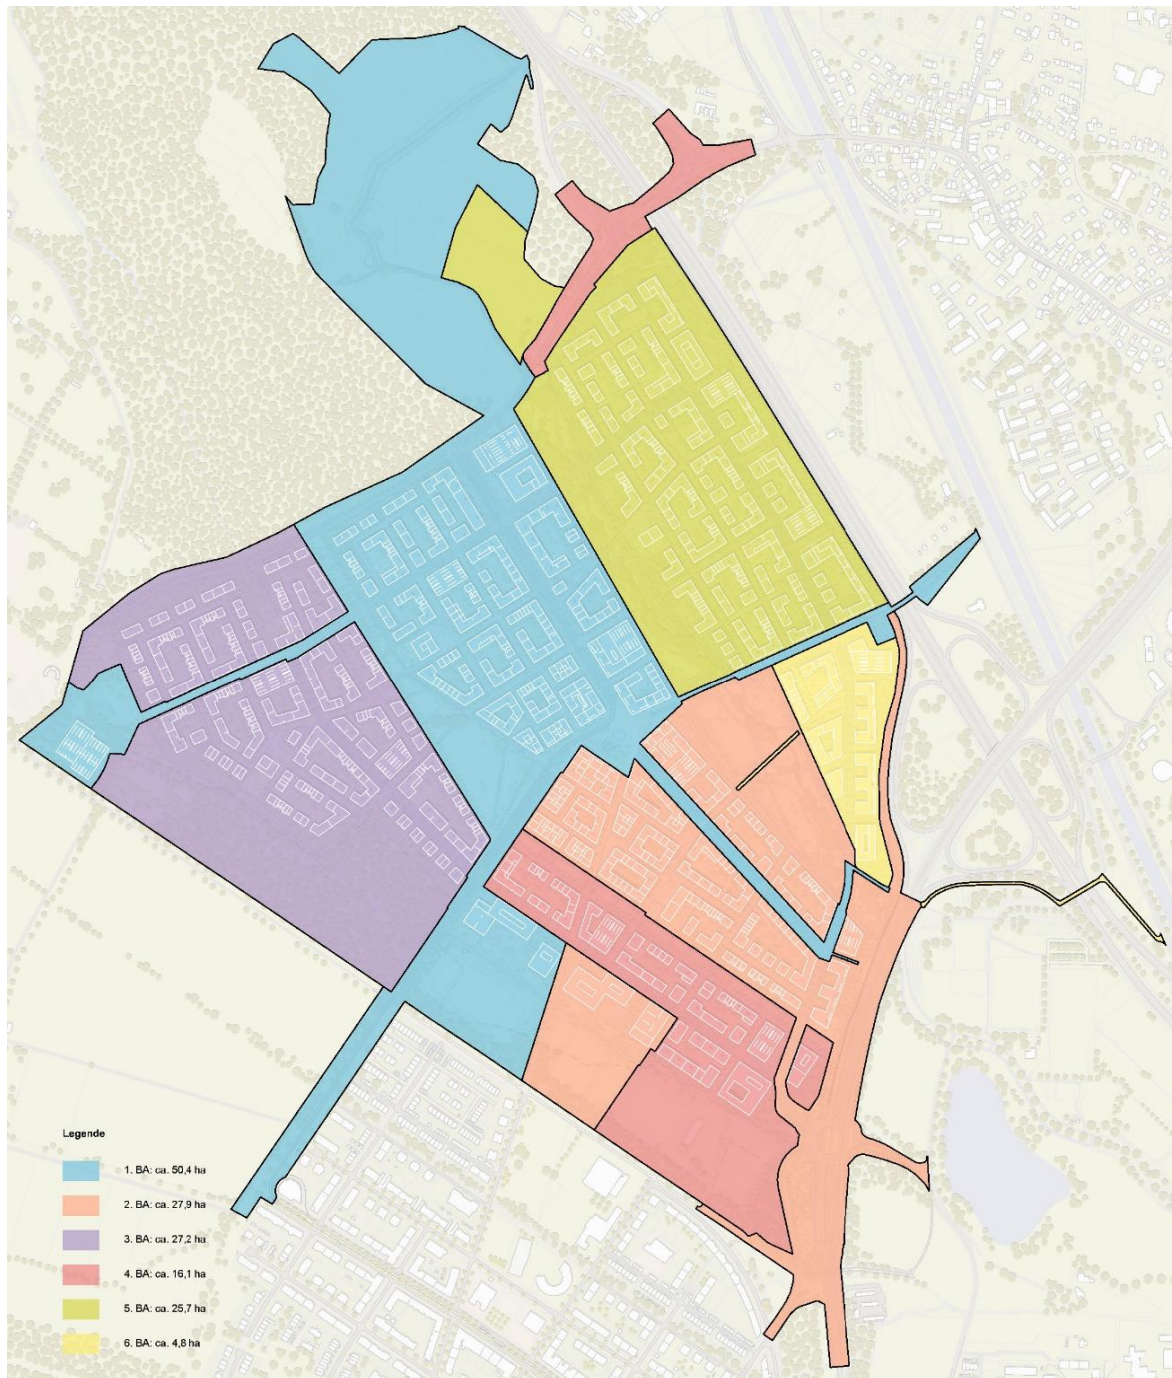 Legende
1. BA: ca. 50,4 ha
2. BA: ca. 27,9 ha
3. BA: ca. 27,2 ha
4. BA: ca. 16,1 ha
5. BA: ca. 25,7 ha
6. BA: ca. 4,8 ha